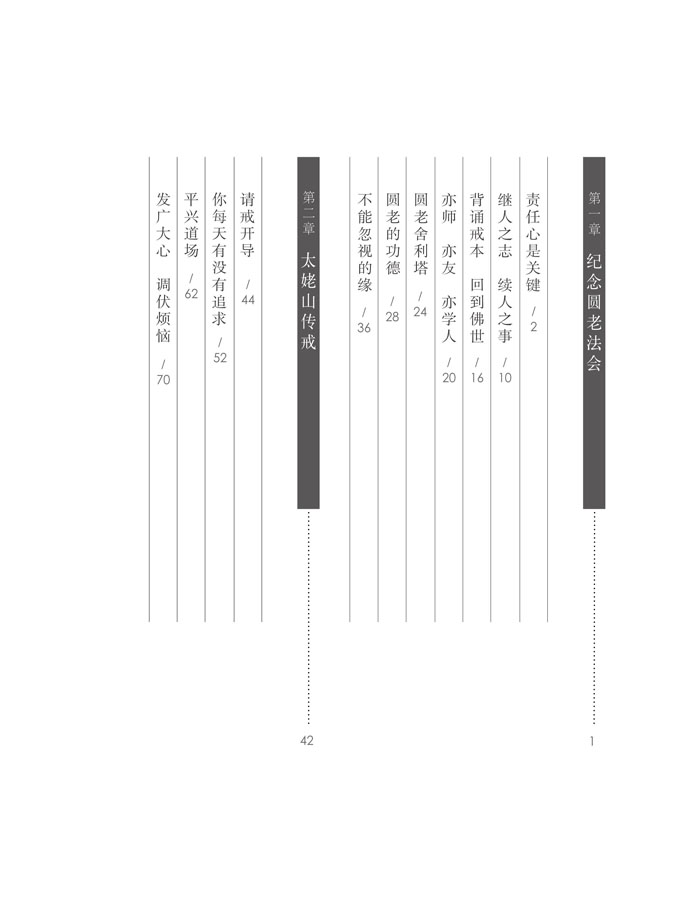 第一章 纪念圆老法会 1
责任心是关键 / 2
继人之志 续人之事 / 10
背诵戒本 回到佛世 / 16
亦师 亦友 亦学人 / 20
圆老舍利塔 / 24
圆老的功德 / 28
不能忽视的缘 / 36
第二章 太姥山传戒 42
请戒开导 / 44
你每天有没有追求 / 52
平兴道场 / 62
发广大心 调伏烦恼 / 70